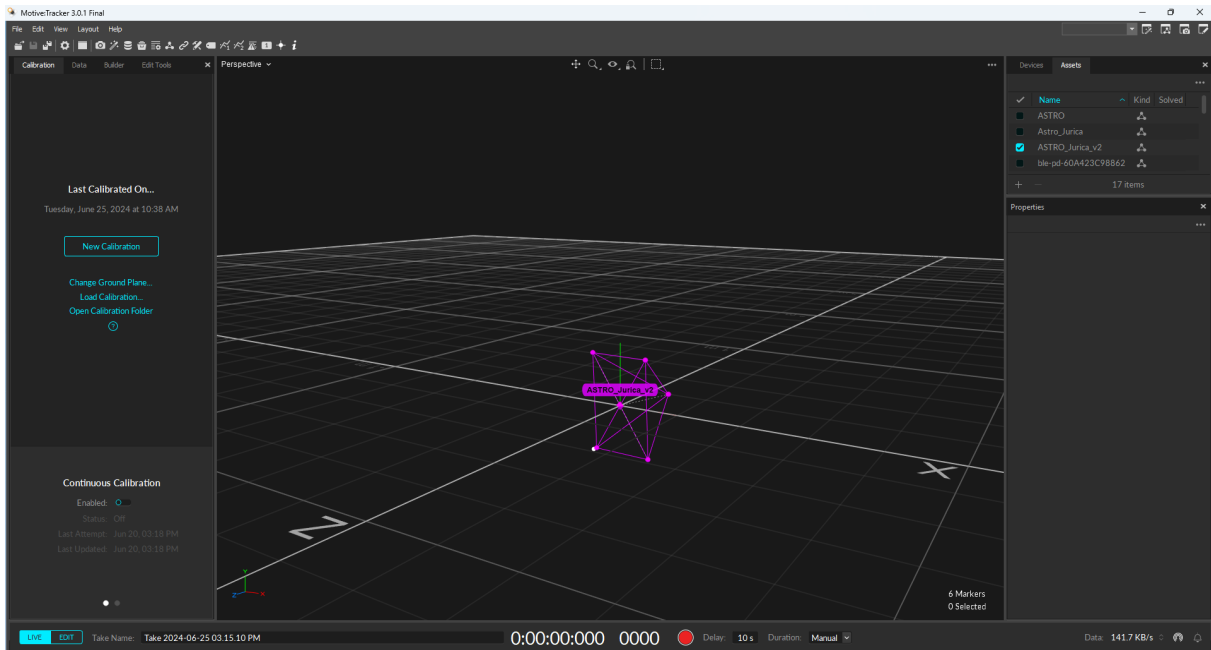 Motive:Tracker 3.0.1 Final
File Edit View Layout Help
Calibration Data Builder Edit Tools
Perspective
Devices Assets
Name Kind Solved
ASTRO
Astro_Jurica
ASTRO_Jurica_v2
ble-pd-60A423C98862
17 items
Properties
Last Calibrated On...
Tuesday, June 25, 2024 at 10:38 AM
New Calibration
Change Ground Plane...
Load Calibration...
Open Calibration Folder
?
ASTRO_Jurica_v2
X
Z
Continuous Calibration
Enabled:
Status: Off
Last Attempt: Jun 20, 03:18 PM
Last Updated: Jun 20, 03:18 PM
Y
Z X
6 Markers
0 Selected
LIVE EDIT Take Name: Take 2024-06-25 03.15.10 PM 0:00:00:000 0000 Delay: 10 s Duration: Manual Data: 141.7 KB/s